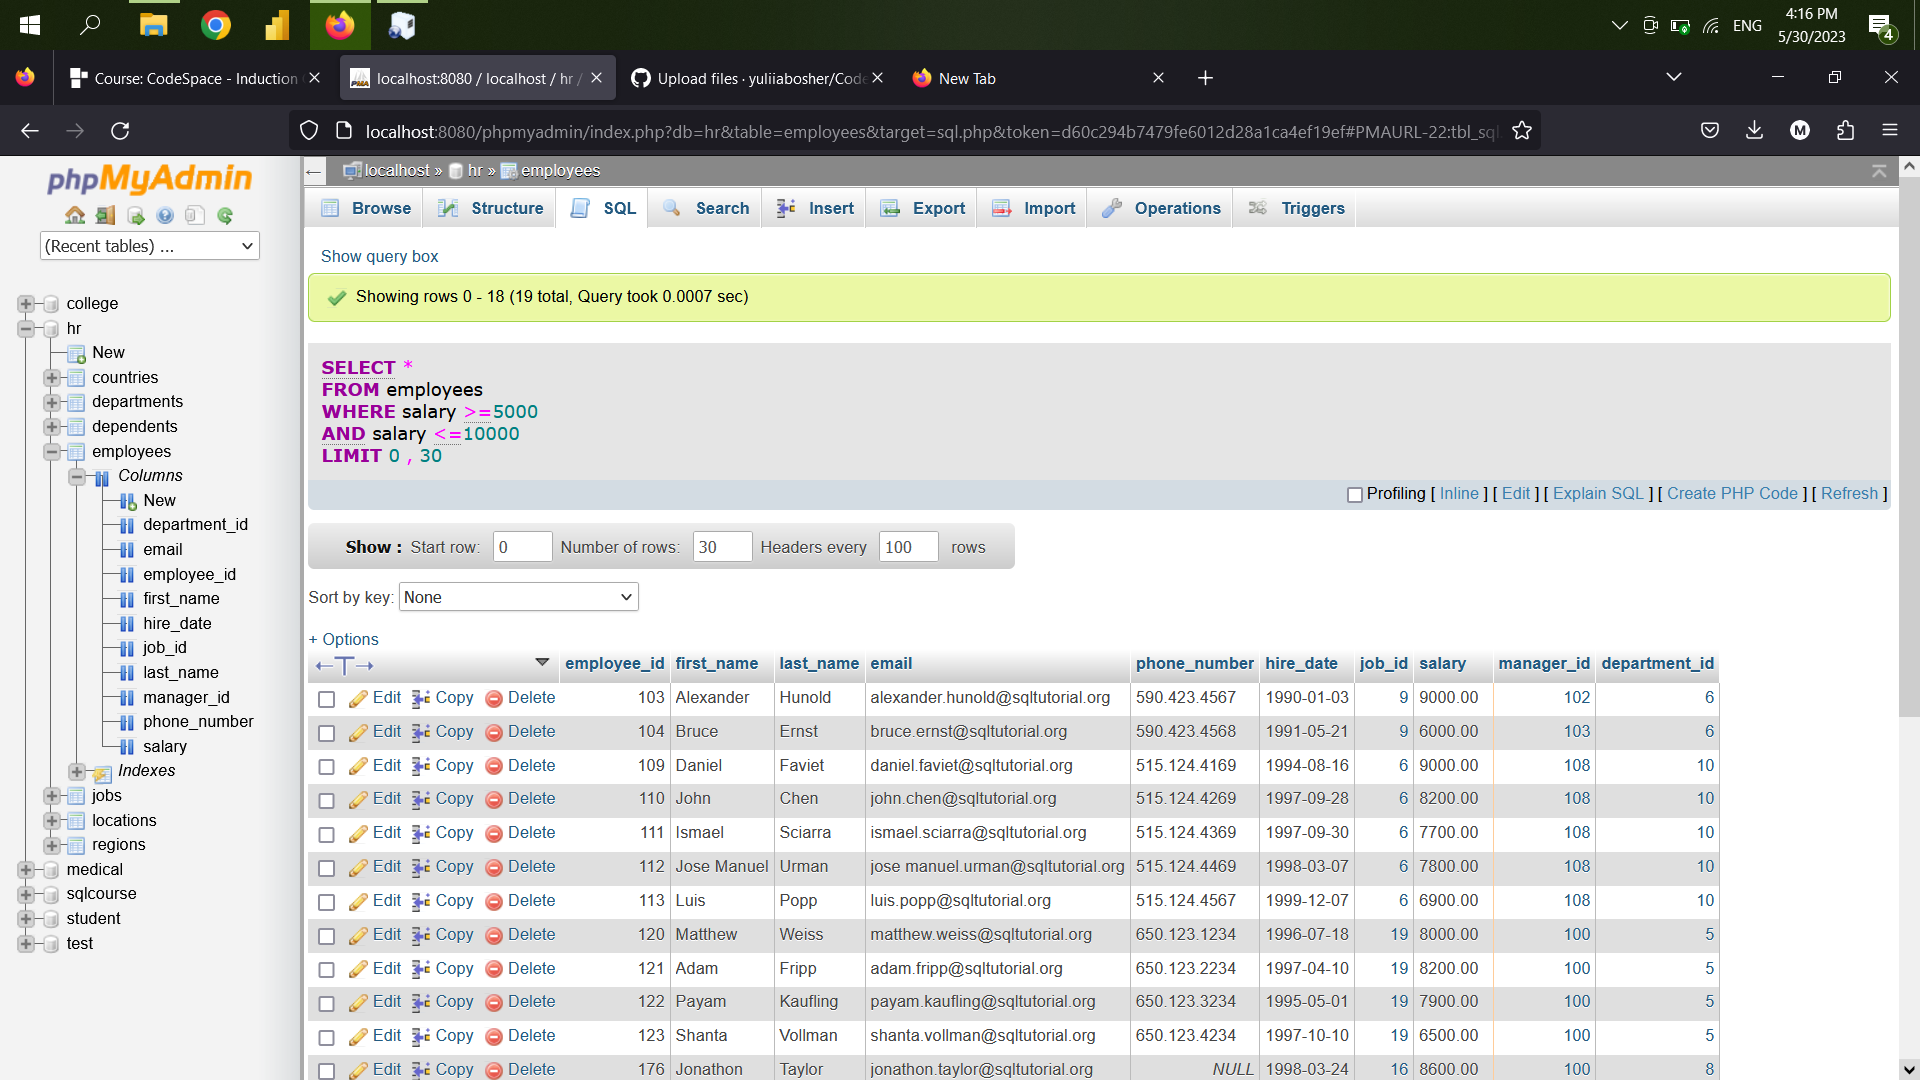 ENG
4:16 PM
5/30/2023
4
Course: CodeSpace - Induction
localhost:8080 / localhost / hr /
Upload files · yuliiabosher/Code
New Tab
localhost:8080/phpmyadmin/index.php?db=hr&table=employees&target=sql.php&token=d60c294b7479fe6012d28a1ca4ef19ef#PMAURL-22:tbl_sql
M
phpMyAdmin
(Recent tables) ...
college
hr
New
countries
departments
dependents
employees
Columns
New
department_id
email
employee_id
first_name
hire_date
job_id
last_name
manager_id
phone_number
salary
Indexes
jobs
locations
regions
medical
sqlcourse
student
test
localhost » hr » employees
Browse Structure SQL Search Insert Export Import Operations Triggers
Show query box
Showing rows 0 - 18 (19 total, Query took 0.0007 sec)
SELECT *
FROM employees
WHERE salary >=5000
AND salary <=10000
LIMIT 0 , 30
Profiling [ Inline ] [ Edit ] [ Explain SQL ] [ Create PHP Code ] [ Refresh ]
Show : Start row: 0 Number of rows: 30 Headers every 100 rows
Sort by key: None
+ Options
←T→ employee_id first_name last_name email phone_number hire_date job_id salary manager_id department_id
Edit Copy Delete 103 Alexander Hunold alexander.hunold@sqltutorial.org 590.423.4567 1990-01-03 9 9000.00 102 6
Edit Copy Delete 104 Bruce Ernst bruce.ernst@sqltutorial.org 590.423.4568 1991-05-21 9 6000.00 103 6
Edit Copy Delete 109 Daniel Faviet daniel.faviet@sqltutorial.org 515.124.4169 1994-08-16 6 9000.00 108 10
Edit Copy Delete 110 John Chen john.chen@sqltutorial.org 515.124.4269 1997-09-28 6 8200.00 108 10
Edit Copy Delete 111 Ismael Sciarra ismael.sciarra@sqltutorial.org 515.124.4369 1997-09-30 6 7700.00 108 10
Edit Copy Delete 112 Jose Manuel Urman jose manuel.urman@sqltutorial.org 515.124.4469 1998-03-07 6 7800.00 108 10
Edit Copy Delete 113 Luis Popp luis.popp@sqltutorial.org 515.124.4567 1999-12-07 6 6900.00 108 10
Edit Copy Delete 120 Matthew Weiss matthew.weiss@sqltutorial.org 650.123.1234 1996-07-18 19 8000.00 100 5
Edit Copy Delete 121 Adam Fripp adam.fripp@sqltutorial.org 650.123.2234 1997-04-10 19 8200.00 100 5
Edit Copy Delete 122 Payam Kaufling payam.kaufling@sqltutorial.org 650.123.3234 1995-05-01 19 7900.00 100 5
Edit Copy Delete 123 Shanta Vollman shanta.vollman@sqltutorial.org 650.123.4234 1997-10-10 19 6500.00 100 5
Edit Copy Delete 176 Jonathon Taylor jonathon.taylor@sqltutorial.org NULL 1998-03-24 16 8600.00 100 8